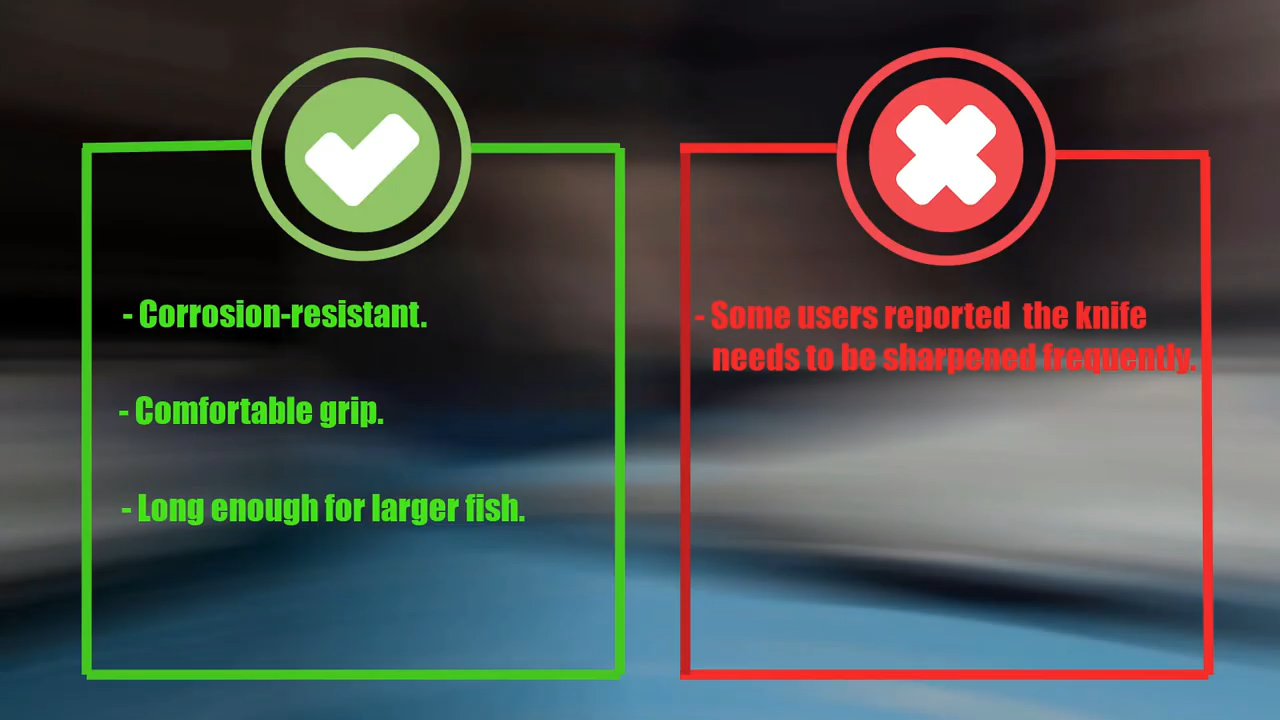 - Corrosion-resistant.
- Comfortable grip.
- Long enough for larger fish.
- Some users reported the knife
needs to be sharpened frequently.